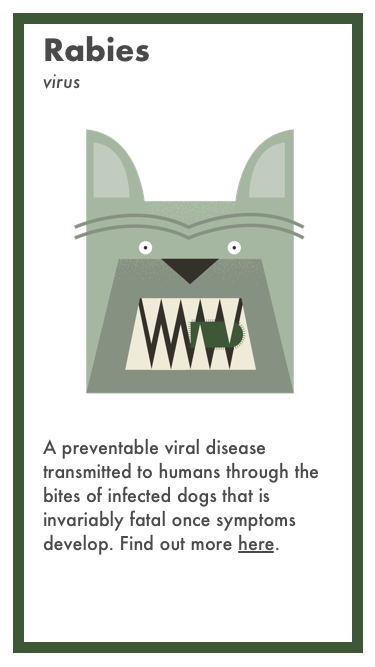 Rabies
virus
A preventable viral disease
transmitted to humans through the
bites of infected dogs that is
invariably fatal once symptoms
develop. Find out more here.